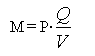 M = P · Q/V